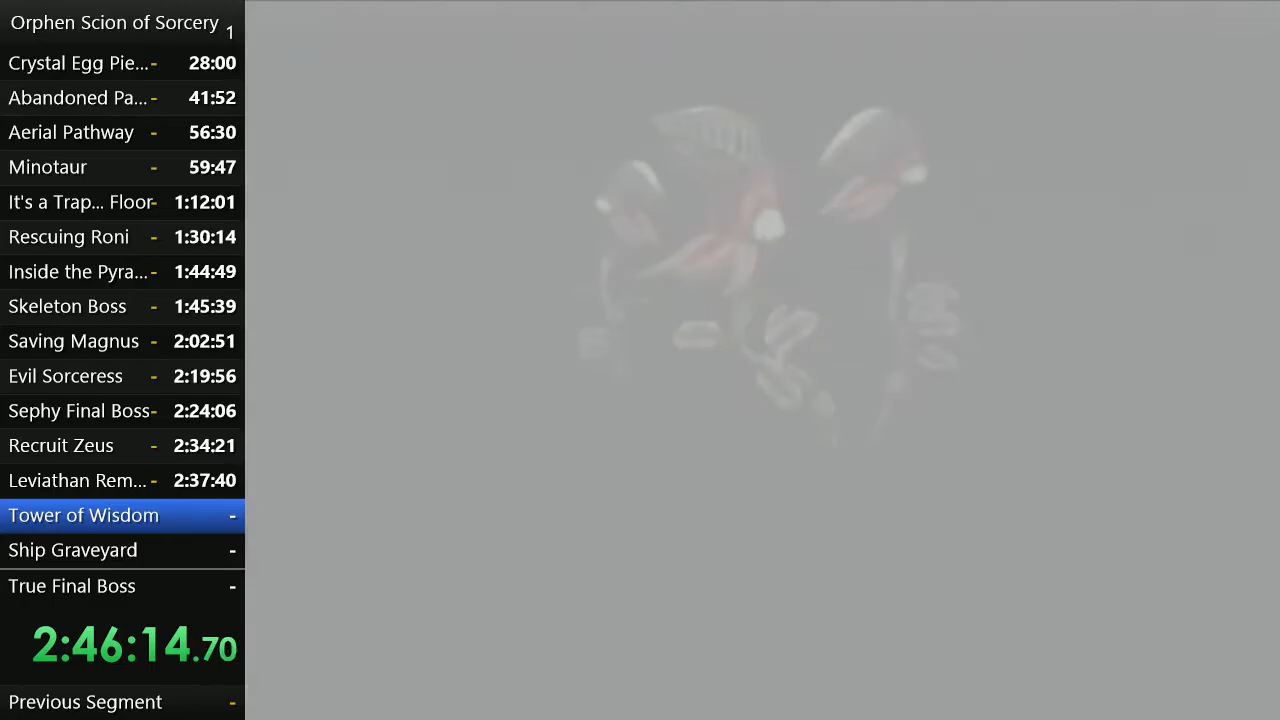 Orphen Scion of Sorcery 1
Crystal Egg Pie... - 28:00
Abandoned Pa... - 41:52
Aerial Pathway - 56:30
Minotaur - 59:47
It's a Trap... Floor - 1:12:01
Rescuing Roni - 1:30:14
Inside the Pyra... - 1:44:49
Skeleton Boss - 1:45:39
Saving Magnus - 2:02:51
Evil Sorceress - 2:19:56
Sephy Final Boss - 2:24:06
Recruit Zeus - 2:34:21
Leviathan Rem... - 2:37:40
Tower of Wisdom -
Ship Graveyard -
True Final Boss -
2:46:14.70
Previous Segment -